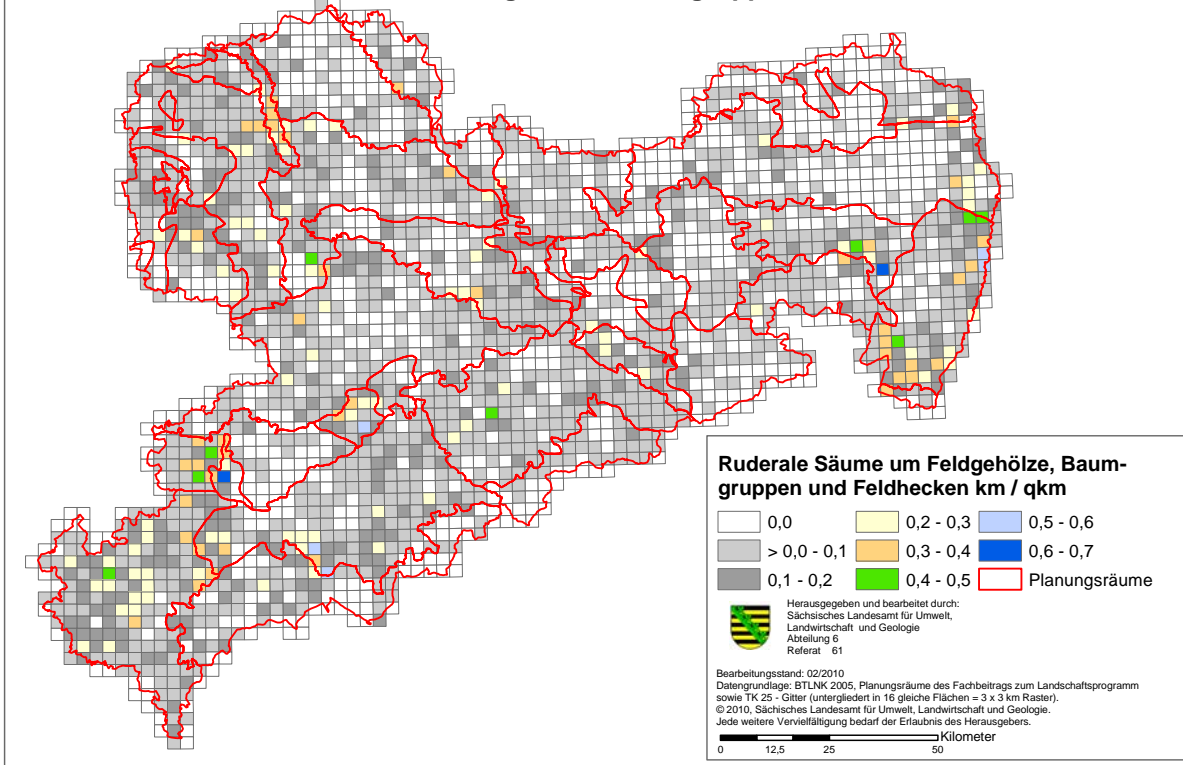 Ruderale Säume um Feldgehölze, Baum-
gruppen und Feldhecken km / qkm
0,0
0,2 - 0,3
0,5 - 0,6
> 0,0 - 0,1
0,3 - 0,4
0,6 - 0,7
0,1 - 0,2
0,4 - 0,5
Planungsräume
Herausgegeben und bearbeitet durch:
Sächsisches Landesamt für Umwelt,
Landwirtschaft und Geologie
Abteilung 6
Referat 61
Bearbeitungsstand: 02/2010
Datengrundlage: BTLNK 2005, Planungsräume des Fachbeitrags zum Landschaftsprogramm
sowie TK 25 - Gitter (untergliedert in 16 gleiche Flächen = 3 x 3 km Raster).
© 2010, Sächisches Landesamt für Umwelt, Landwirtschaft und Geologie.
Jede weitere Vervielfältigung bedarf der Erlaubnis des Herausgebers.
Kilometer
0 12,5 25 50